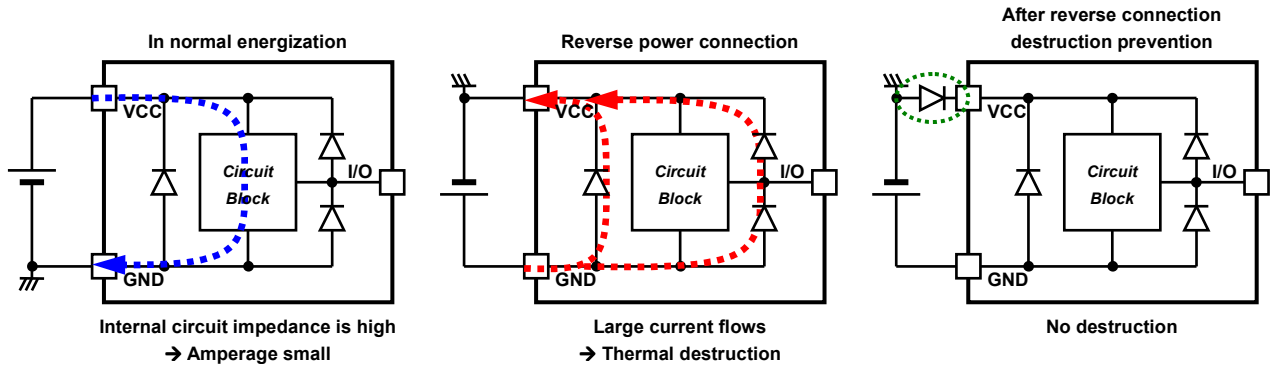 In normal energization
VCC
I/O
Circuit
Block
GND
Internal circuit impedance is high
→ Amperage small
Reverse power connection
VCC
I/O
Circuit
Block
GND
Large current flows
→ Thermal destruction
After reverse connection
destruction prevention
VCC
I/O
Circuit
Block
GND
No destruction